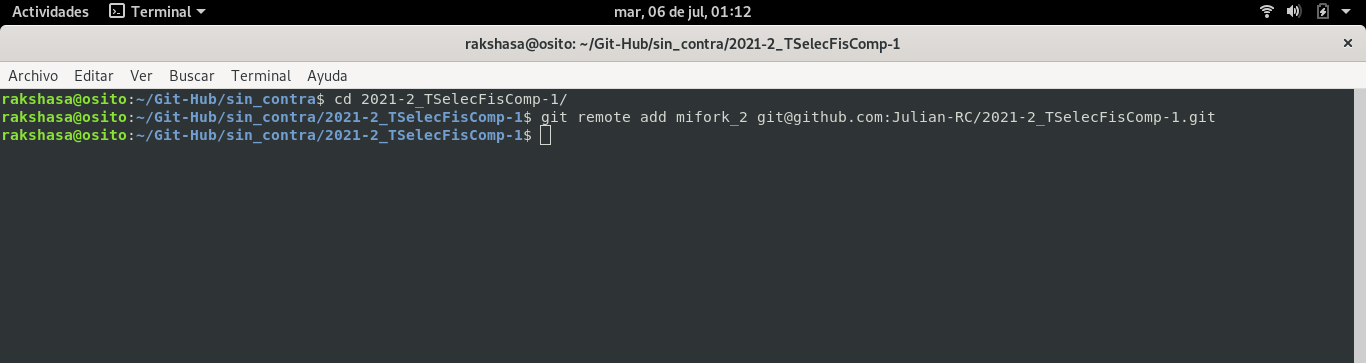 Actividades Terminal mar, 06 de jul, 01:12
rakshasa@osito: ~/Git-Hub/sin_contra/2021-2_TSelecFisComp-1
Archivo Editar Ver Buscar Terminal Ayuda
rakshasa@osito:~/Git-Hub/sin_contra$ cd 2021-2_TSelecFisComp-1/
rakshasa@osito:~/Git-Hub/sin_contra/2021-2_TSelecFisComp-1$ git remote add mifork_2 git@github.com:Julian-RC/2021-2_TSelecFisComp-1.git
rakshasa@osito:~/Git-Hub/sin_contra/2021-2_TSelecFisComp-1$